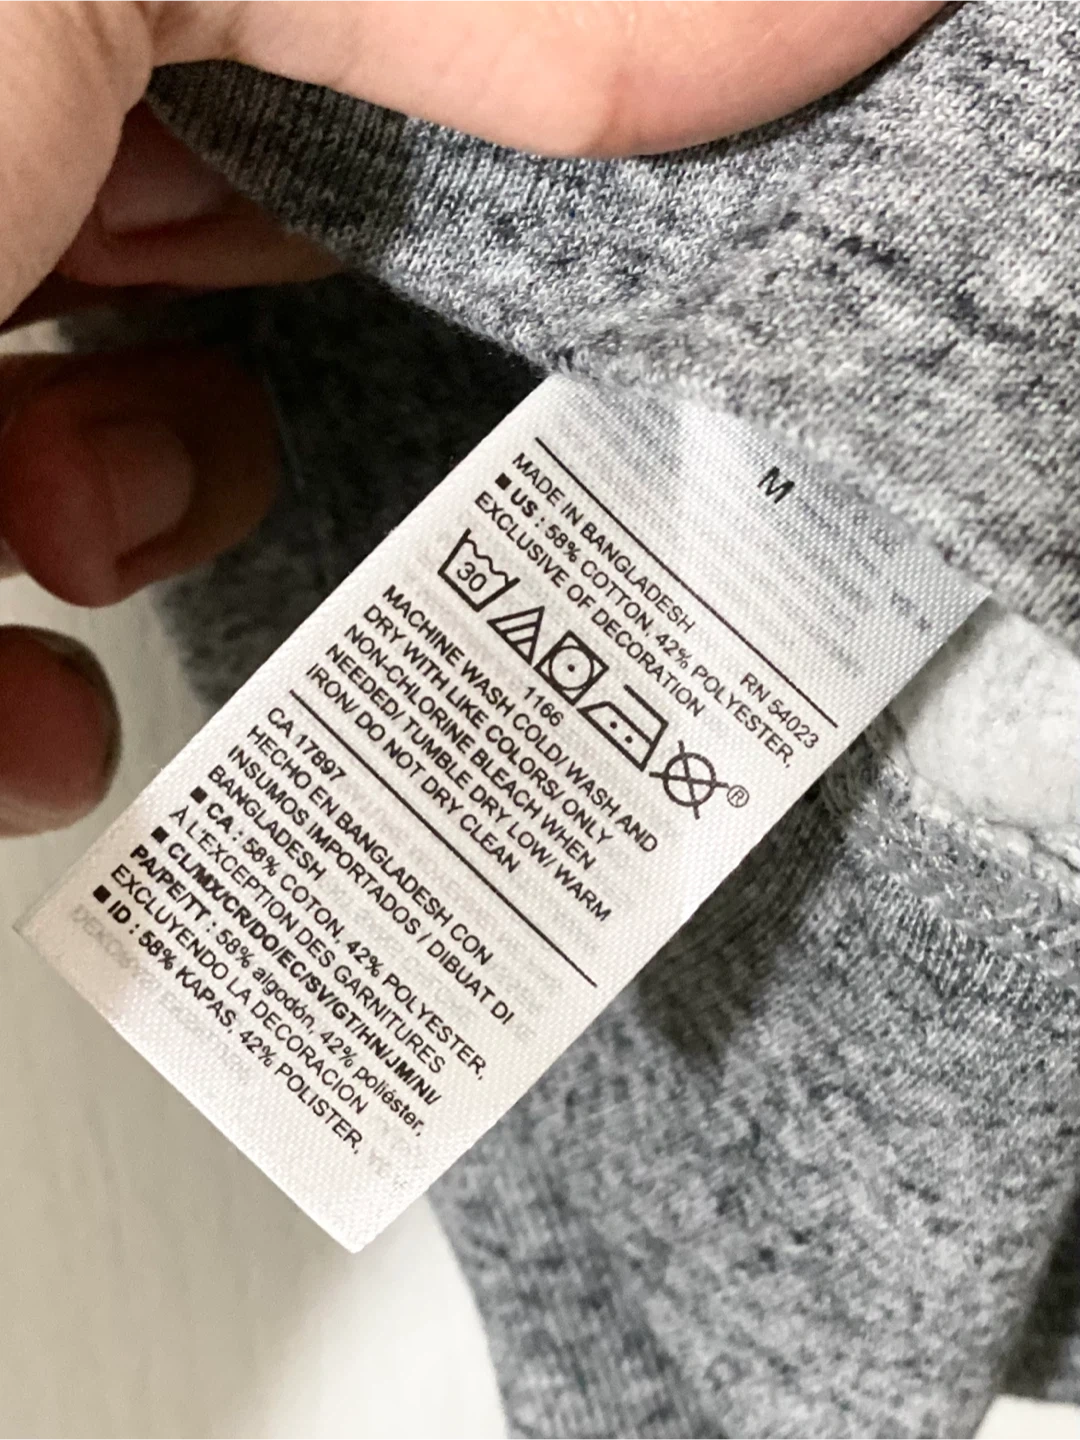 M
RN 54023
MADE IN BANGLADESH
■ US : 58% COTTON, 42% POLYESTER,
EXCLUSIVE OF DECORATION
30
®
1166
MACHINE WASH COLD/ WASH AND
DRY WITH LIKE COLORS/ ONLY
NON-CHLORINE BLEACH WHEN
NEEDED/ TUMBLE DRY LOW/ WARM
IRON/ DO NOT DRY CLEAN
CA 17897
HECHO EN BANGLADESH CON
INSUMOS IMPORTADOS / DIBUAT DI
BANGLADESH
■ CA : 58% COTON, 42% POLYESTER,
À L'EXCEPTION DES GARNITURES
■ CL/MX/CR/DO/EC/SV/GT/HN/JM/NI/
PA/PE/TT : 58% algodón, 42% poliéster,
EXCLUYENDO LA DECORACIÓN
■ ID : 58% KAPAS, 42% POLISTER,